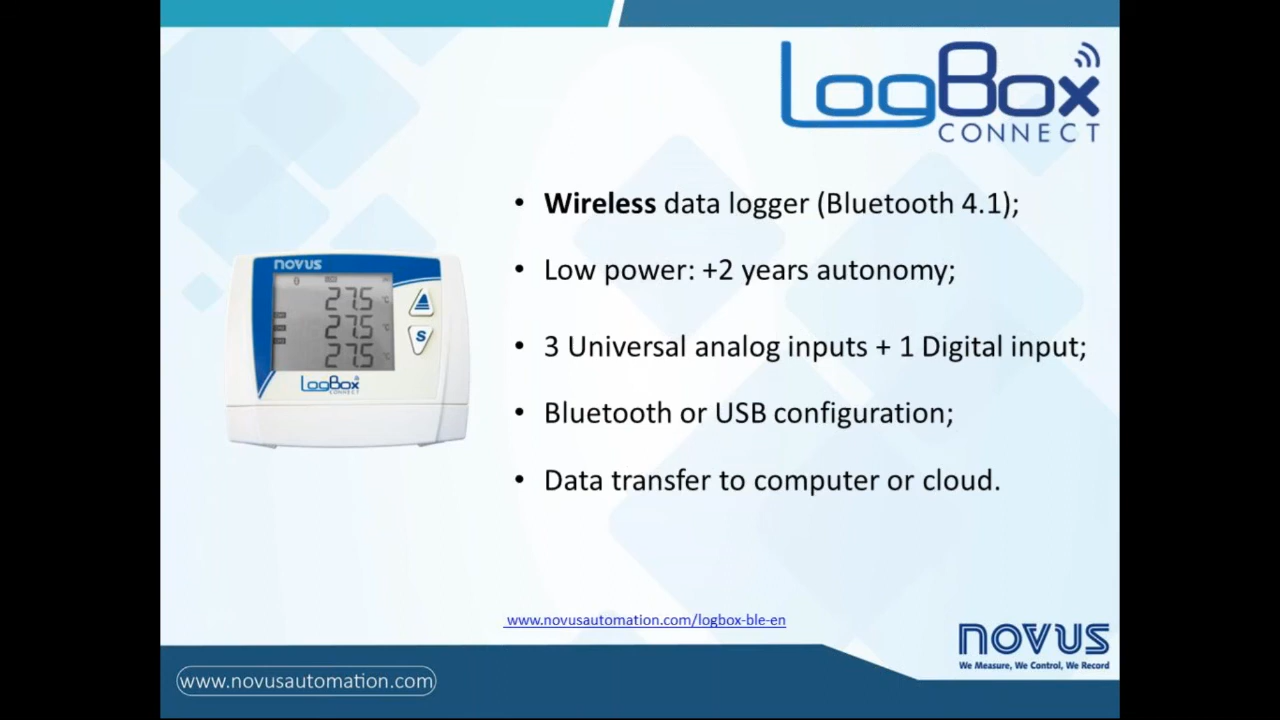 LogBox
CONNECT
• Wireless data logger (Bluetooth 4.1);
• Low power: +2 years autonomy;
• 3 Universal analog inputs + 1 Digital input;
• Bluetooth or USB configuration;
• Data transfer to computer or cloud.
novus
27.5 °C
27.5 °C
27.5 °C
S
LogBox
CONNECT
www.novusautomation.com/logbox-ble-en
novus
We Measure, We Control, We Record
www.novusautomation.com